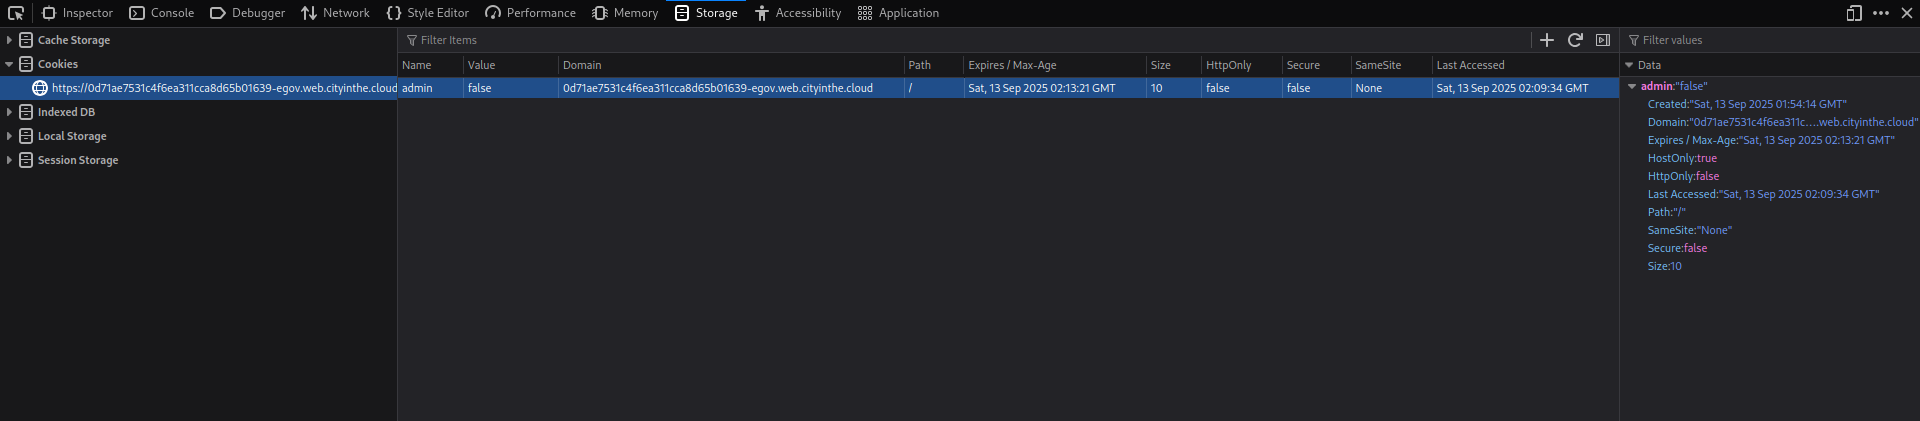 Inspector Console Debugger Network Style Editor Performance Memory Storage Accessibility Application
Cache Storage
Cookies
https://0d71ae7531c4f6ea311cca8d65b01639-egov.web.cityinthe.cloud
Indexed DB
Local Storage
Session Storage
Filter Items
Name Value Domain Path Expires / Max-Age Size HttpOnly Secure SameSite Last Accessed
admin false 0d71ae7531c4f6ea311cca8d65b01639-egov.web.cityinthe.cloud / Sat, 13 Sep 2025 02:13:21 GMT 10 false false None Sat, 13 Sep 2025 02:09:34 GMT
Filter values
Data
admin:"false"
Created:"Sat, 13 Sep 2025 01:54:14 GMT"
Domain:"0d71ae7531c4f6ea311c….web.cityinthe.cloud"
Expires / Max-Age:"Sat, 13 Sep 2025 02:13:21 GMT"
HostOnly:true
HttpOnly:false
Last Accessed:"Sat, 13 Sep 2025 02:09:34 GMT"
Path:"/"
SameSite:"None"
Secure:false
Size:10